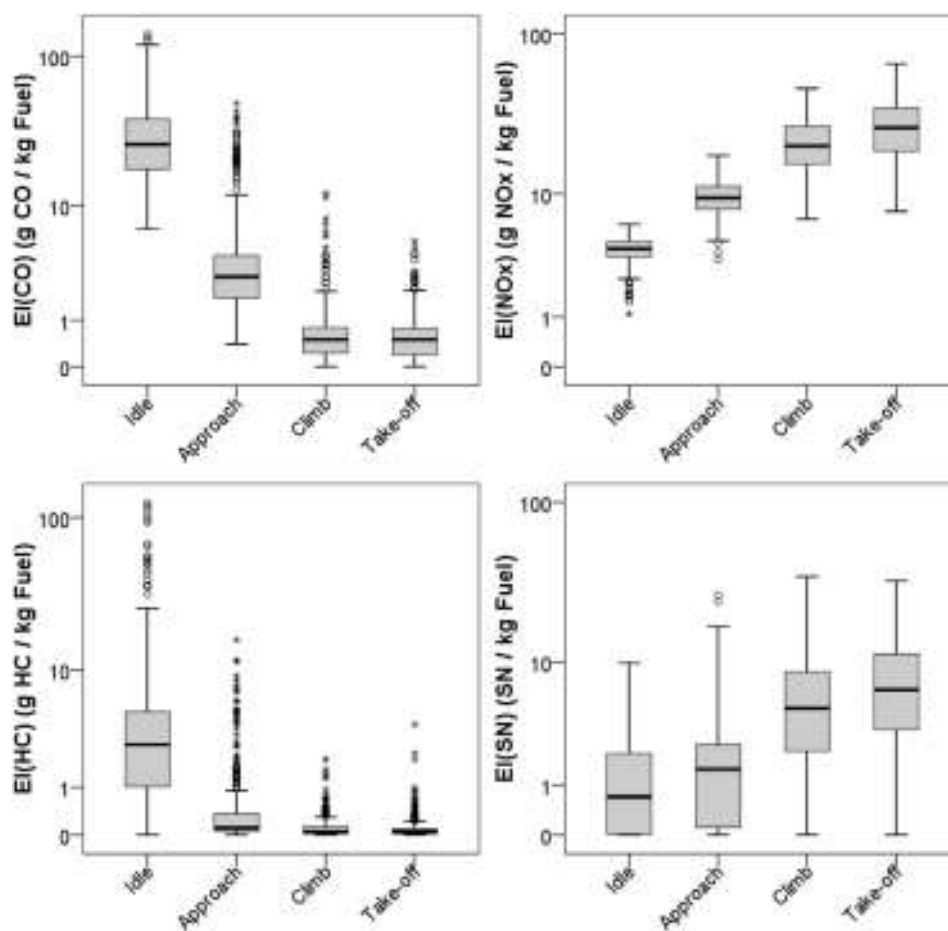 EI(CO) (g CO / kg Fuel)
100
10
1
0
Idle
Approach
Climb
Take-off
EI(NOx) (g NOx / kg Fuel)
100
10
1
0
Idle
Approach
Climb
Take-off
EI(HC) (g HC / kg Fuel)
100
10
1
0
Idle
Approach
Climb
Take-off
EI(SN) (SN / kg Fuel)
100
10
1
0
Idle
Approach
Climb
Take-off